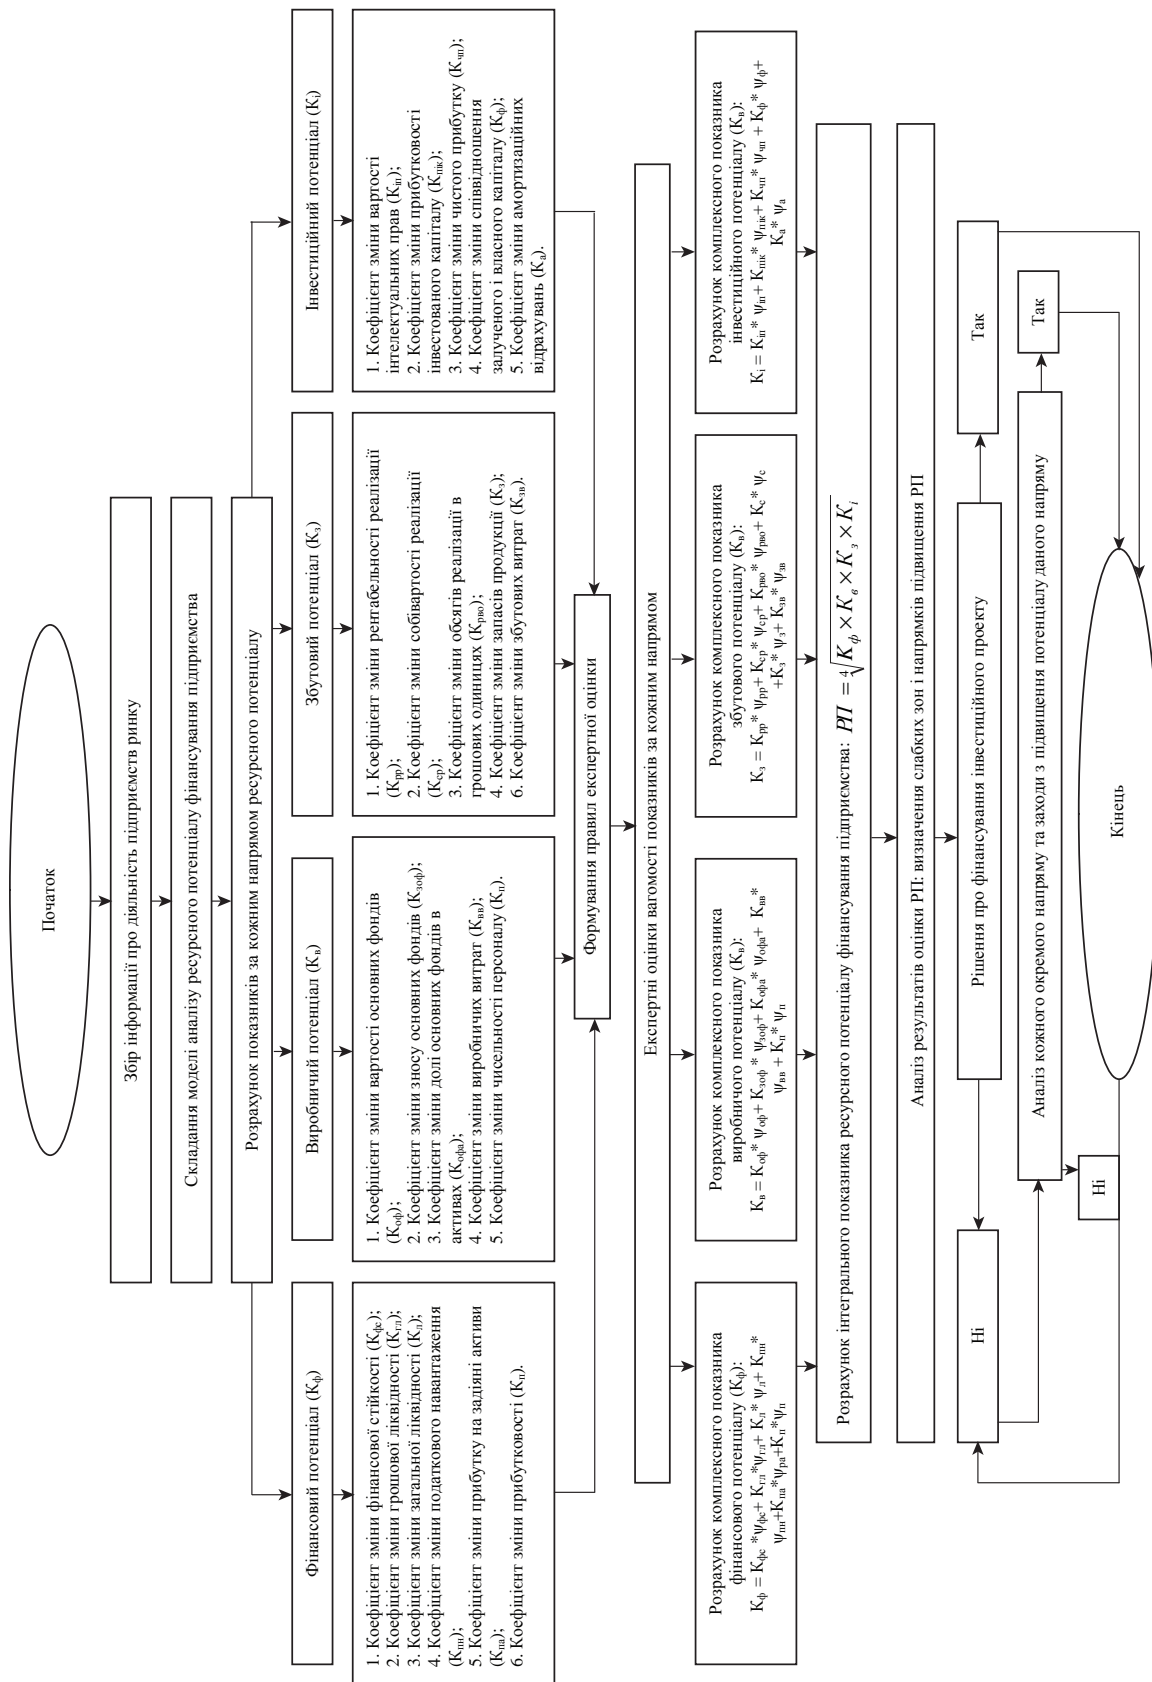 Початок
Збір інформації про діяльність підприємств ринку
Складання моделі аналізу ресурсного потенціалу фінансування підприємства
Розрахунок показників за кожним напрямом ресурсного потенціалу
Фінансовий потенціал (Кф)
Виробничий потенціал (Кв)
Збутовий потенціал (Кз)
Інвестиційний потенціал (Кі)
1. Коефіцієнт зміни фінансової стійкості (Кфс);
2. Коефіцієнт зміни грошової ліквідності (Кгл);
3. Коефіцієнт зміни загальної ліквідності (Кл);
4. Коефіцієнт зміни податкового навантаження
(Кпн);
5. Коефіцієнт зміни прибутку на задіяні активи
(Кпа);
6. Коефіцієнт зміни прибутковості (Кп).
1. Коефіцієнт зміни вартості основних фондів
(Коф);
2. Коефіцієнт зміни зносу основних фондів (Кзоф);
3. Коефіцієнт зміни долі основних фондів в
активах (Кофа);
4. Коефіцієнт зміни виробничих витрат (Квв);
5. Коефіцієнт зміни чисельності персоналу (Кп).
1. Коефіцієнт зміни рентабельності реалізації
(Крр);
2. Коефіцієнт зміни собівартості реалізації
(Кср);
3. Коефіцієнт зміни обсягів реалізації в
грошових одиницях (Крво);
4. Коефіцієнт запасів продукції (Кз);
6. Коефіцієнт зміни збутових витрат (Кзв).
1. Коефіцієнт зміни вартості
інтелектуальних прав (Кіп);
2. Коефіцієнт зміни прибутковості
інвестованого капіталу (Кпік);
3. Коефіцієнт зміни чистого прибутку (Кчп);
4. Коефіцієнт зміни співвідношення
залученого і власного капіталу (Кф);
5. Коефіцієнт зміни амортизаційних
відрахувань (Ка).
Формування правил експертної оцінки
Експертні оцінки вагомості показників за кожним напрямом
Розрахунок комплексного показника
фінансового потенціалу (Кф):
Кф = Кфс *ψфс+ Кгл *ψгл+ Кл* ψл+ Кпн*
ψпн+Кпа*ψра+Кп*ψп
Розрахунок комплексного показника
виробничого потенціалу (Кв):
Кв = Коф* ψоф+ Кзоф* ψзоф+ Кофа* ψофа+ Квв*
ψвв + Кп* ψп
Розрахунок комплексного показника
збутового потенціалу (Кв):
Кз = Крр* ψрр+ Кср* ψср+ Крво* ψрво+ Кс* ψс
+Кз* ψз+ Кзв* ψзв
Розрахунок комплексного показника
інвестиційного потенціалу (Кв):
Кі = Кіп* ψіп+ Кпік* ψпік+ Кчп* ψчп + Кф* ψф+
Ка* ψа
Розрахунок інтегрального показника ресурсного потенціалу фінансування підприємства: РП = ⁴√Кф × Кв × Кз × Кі
Аналіз результатів оцінки РП: визначення слабких зон і напрямків підвищення РП
Ні
Рішення про фінансування інвестиційного проекту
Так
Ні
Аналіз кожного окремого напряму та заходи з підвищення потенціалу даного напряму
Так
Кінець